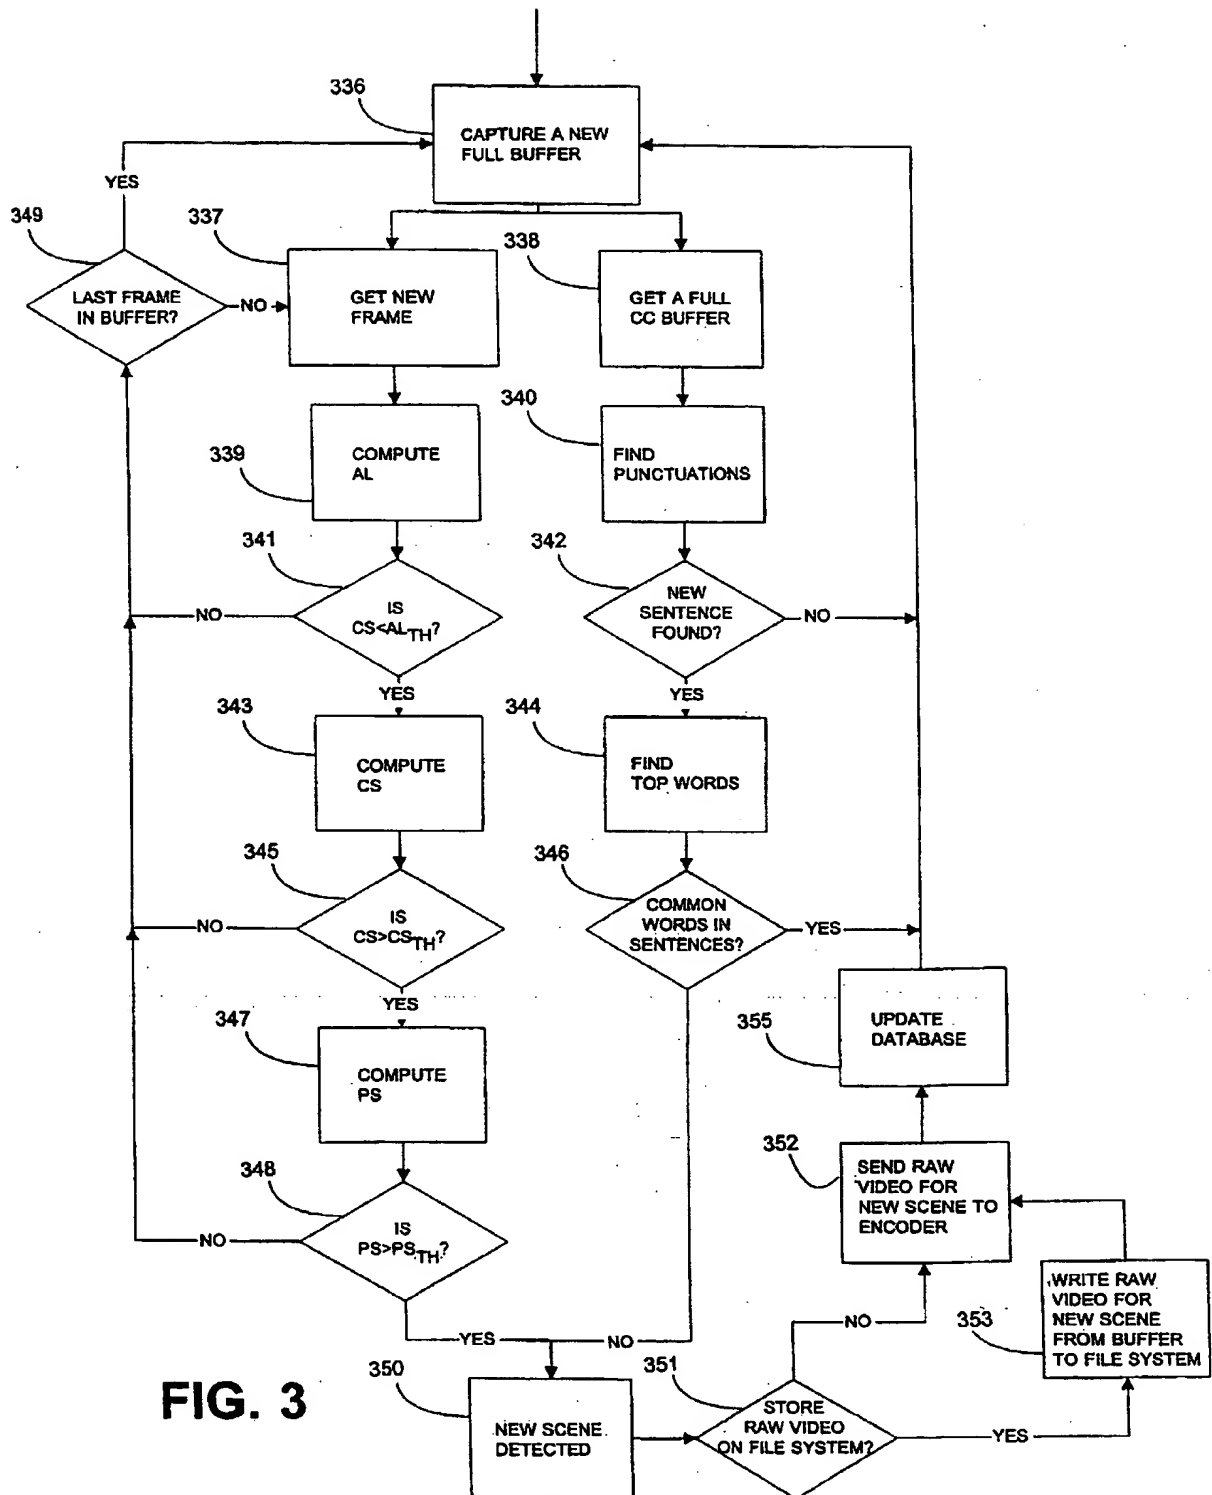 336
CAPTURE A NEW
FULL BUFFER
YES
349
337
338
LAST FRAME
IN BUFFER?
NO
GET NEW
FRAME
GET A FULL
CC BUFFER
340
339
COMPUTE
AL
FIND
PUNCTUATIONS
341
342
NO
IS
CS<ALTH?
NEW
SENTENCE
FOUND?
NO
YES
YES
343
344
COMPUTE
CS
FIND
TOP WORDS
345
346
NO
IS
CS>CSTH?
COMMON
WORDS IN
SENTENCES?
YES
YES
347
355
UPDATE
DATABASE
COMPUTE
PS
352
SEND RAW
VIDEO FOR
NEW SCENE TO
ENCODER
348
NO
IS
PS>PSTH?
353
WRITE RAW
VIDEO FOR
NEW SCENE
FROM BUFFER
TO FILE SYSTEM
YES
NO
NO
350
351
FIG. 3
NEW SCENE
DETECTED
STORE
RAW VIDEO
ON FILE SYSTEM?
YES